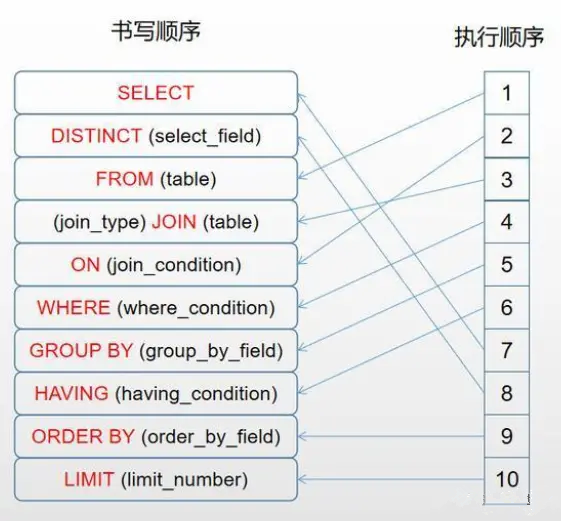 书写顺序
执行顺序
SELECT
1
DISTINCT (select_field)
2
FROM (table)
3
(join_type) JOIN (table)
4
ON (join_condition)
5
WHERE (where_condition)
6
GROUP BY (group_by_field)
7
HAVING (having_condition)
8
ORDER BY (order_by_field)
9
LIMIT (limit_number)
10